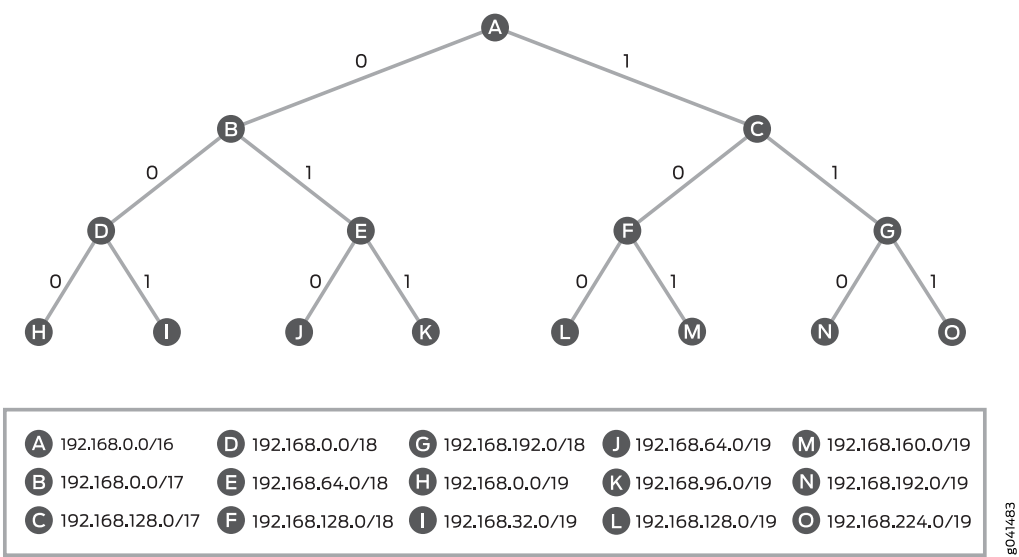 A
0 1
B C
0 1 0 1
D E F G
0 1 0 1 0 1 0 1
H I J K L M N O
A 192.168.0.0/16 D 192.168.0.0/18 G 192.168.192.0/18 J 192.168.64.0/19 M 192.168.160.0/19
B 192.168.0.0/17 E 192.168.64.0/18 H 192.168.0.0/19 K 192.168.96.0/19 N 192.168.192.0/19
C 192.168.128.0/17 F 192.168.128.0/18 I 192.168.32.0/19 L 192.168.128.0/19 O 192.168.224.0/19
g041483